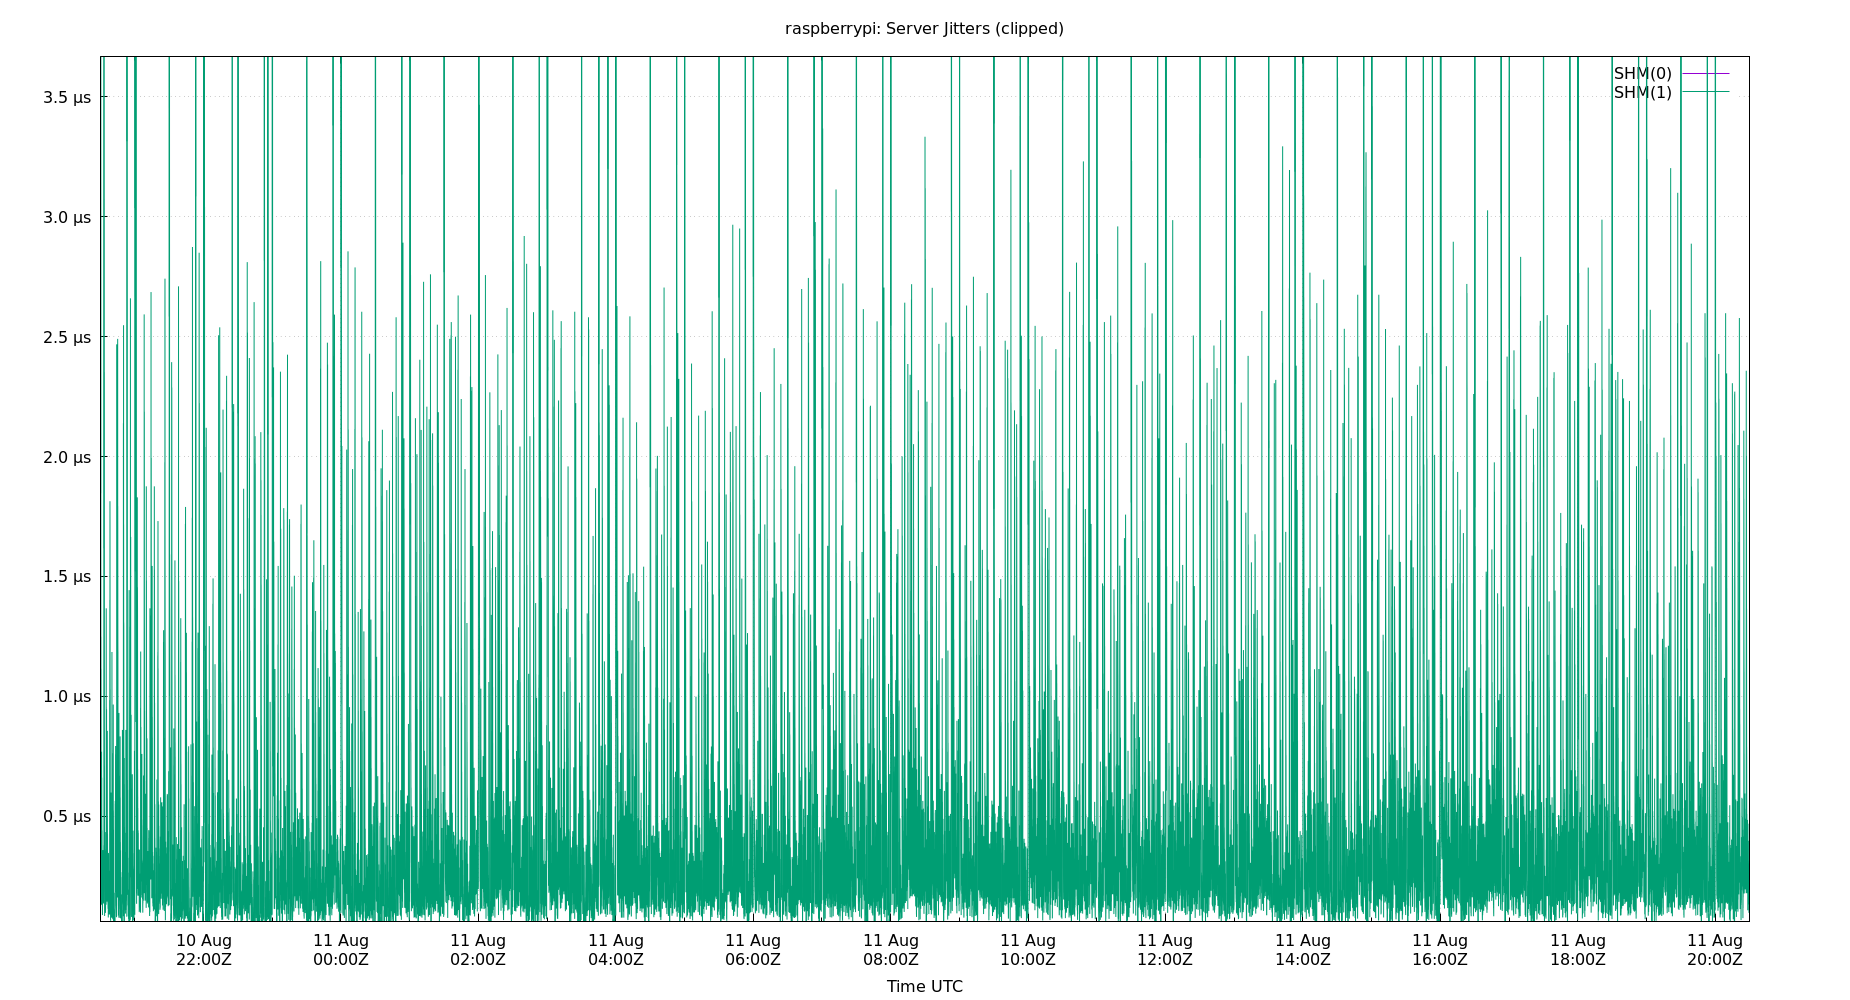 raspberrypi: Server Jitters (clipped)
SHM(0)
SHM(1)
3.5 µs
3.0 µs
2.5 µs
2.0 µs
1.5 µs
1.0 µs
0.5 µs
10 Aug 11 Aug 11 Aug 11 Aug 11 Aug 11 Aug 11 Aug 11 Aug 11 Aug 11 Aug 11 Aug 11 Aug
22:00Z 00:00Z 02:00Z 04:00Z 06:00Z 08:00Z 10:00Z 12:00Z 14:00Z 16:00Z 18:00Z 20:00Z
Time UTC